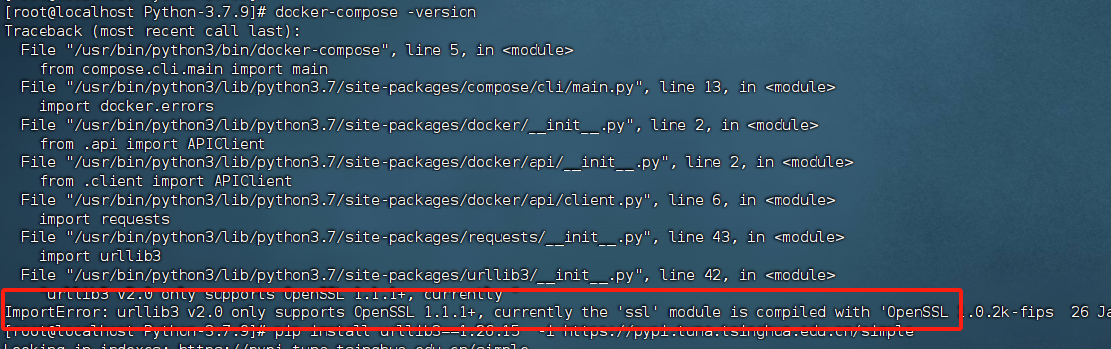 [root@localhost Python-3.7.9]# docker-compose -version
Traceback (most recent call last):
  File "/usr/bin/python3/bin/docker-compose", line 5, in <module>
    from compose.cli.main import main
  File "/usr/bin/python3/lib/python3.7/site-packages/compose/cli/main.py", line 13, in <module>
    import docker.errors
  File "/usr/bin/python3/lib/python3.7/site-packages/docker/__init__.py", line 2, in <module>
    from .api import APIClient
  File "/usr/bin/python3/lib/python3.7/site-packages/docker/api/__init__.py", line 2, in <module>
    from .client import APIClient
  File "/usr/bin/python3/lib/python3.7/site-packages/docker/api/client.py", line 6, in <module>
    import requests
  File "/usr/bin/python3/lib/python3.7/site-packages/requests/__init__.py", line 43, in <module>
    import urllib3
  File "/usr/bin/python3/lib/python3.7/site-packages/urllib3/__init__.py", line 42, in <module>
    "urllib3 v2.0 only supports OpenSSL 1.1.1+, currently
ImportError: urllib3 v2.0 only supports OpenSSL 1.1.1+, currently the 'ssl' module is compiled with 'OpenSSL 1.0.2k-fips  26 Ja
[root@localhost Python-3.7.9]# pip install urllib3==1.26.15 -i https://pypi.tuna.tsinghua.edu.cn/simple
Looking in indexes: https://pypi.tuna.tsinghua.edu.cn/simple